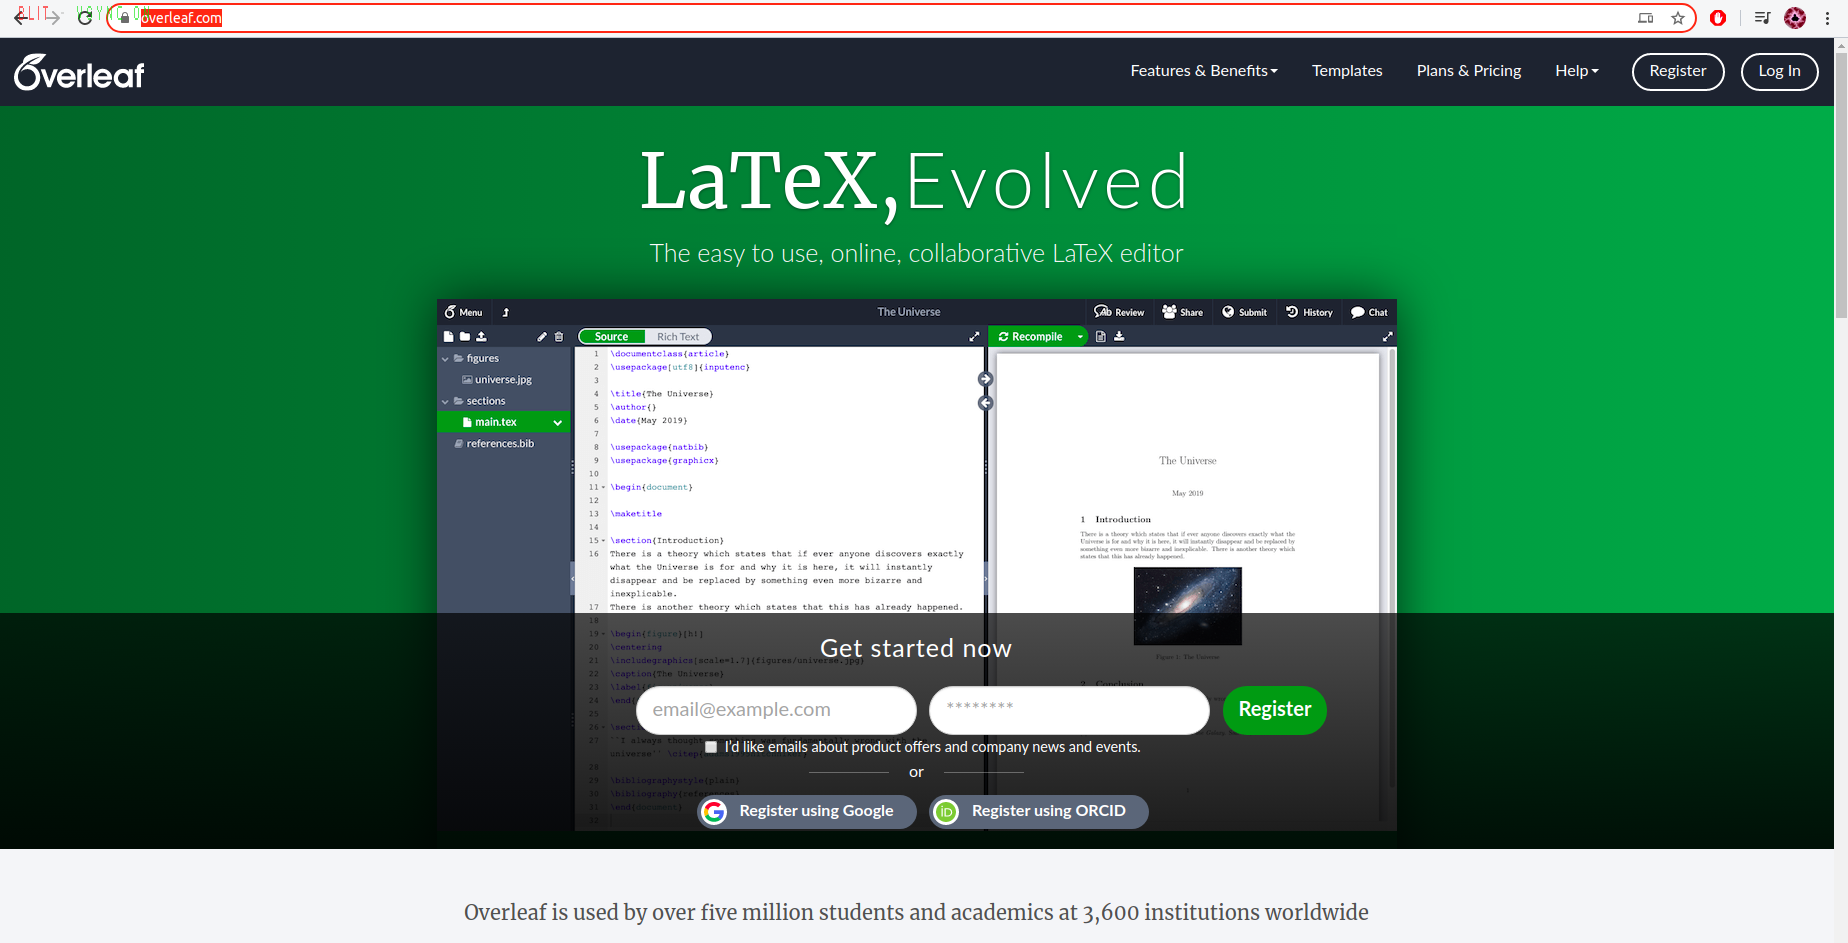 BLIT - VSYNC ON
overleaf.com
Overleaf
Features & Benefits Templates Plans & Pricing Help Register Log In
LaTeX, Evolved
The easy to use, online, collaborative LaTeX editor
Menu The Universe Review Share Submit History Chat
Source Rich Text Recompile
figures
universe.jpg
sections
main.tex
references.bib
1 \documentclass{article}
2 \usepackage[utf8]{inputenc}
3
4 \title{The Universe}
5 \author{}
6 \date{May 2019}
7
8 \usepackage{natbib}
9 \usepackage{graphicx}
10
11 \begin{document}
12
13 \maketitle
14
15 \section{Introduction}
16 There is a theory which states that if ever anyone discovers exactly
what the Universe is for and why it is here, it will instantly
disappear and be replaced by something even more bizarre and
inexplicable.
17 There is another theory which states that this has already happened.
18
19 \begin{figure}[h!]
20 \centering
21 \includegraphics[scale=1.7]{figures/universe.jpg}
22 \caption{The Universe}
23 \label
24 \end
25
26
27 ``I always thought was fundamentally wrong with the
universe'' \citep{
28
29 \bibliographystyle{plain}
30 \bibliography{references}
31 \end{document}
The Universe
May 2019
1 Introduction
There is a theory which states that if ever anyone discovers exactly what the
Universe is for and why it is here, it will instantly disappear and be replaced by
something even more bizarre and inexplicable. There is another theory which
states that this has already happened.
Figure 1: The Universe
2 Conclusion
Get started now
email@example.com ******** Register
I'd like emails about product offers and company news and events.
or
Register using Google iD Register using ORCID
Overleaf is used by over five million students and academics at 3,600 institutions worldwide